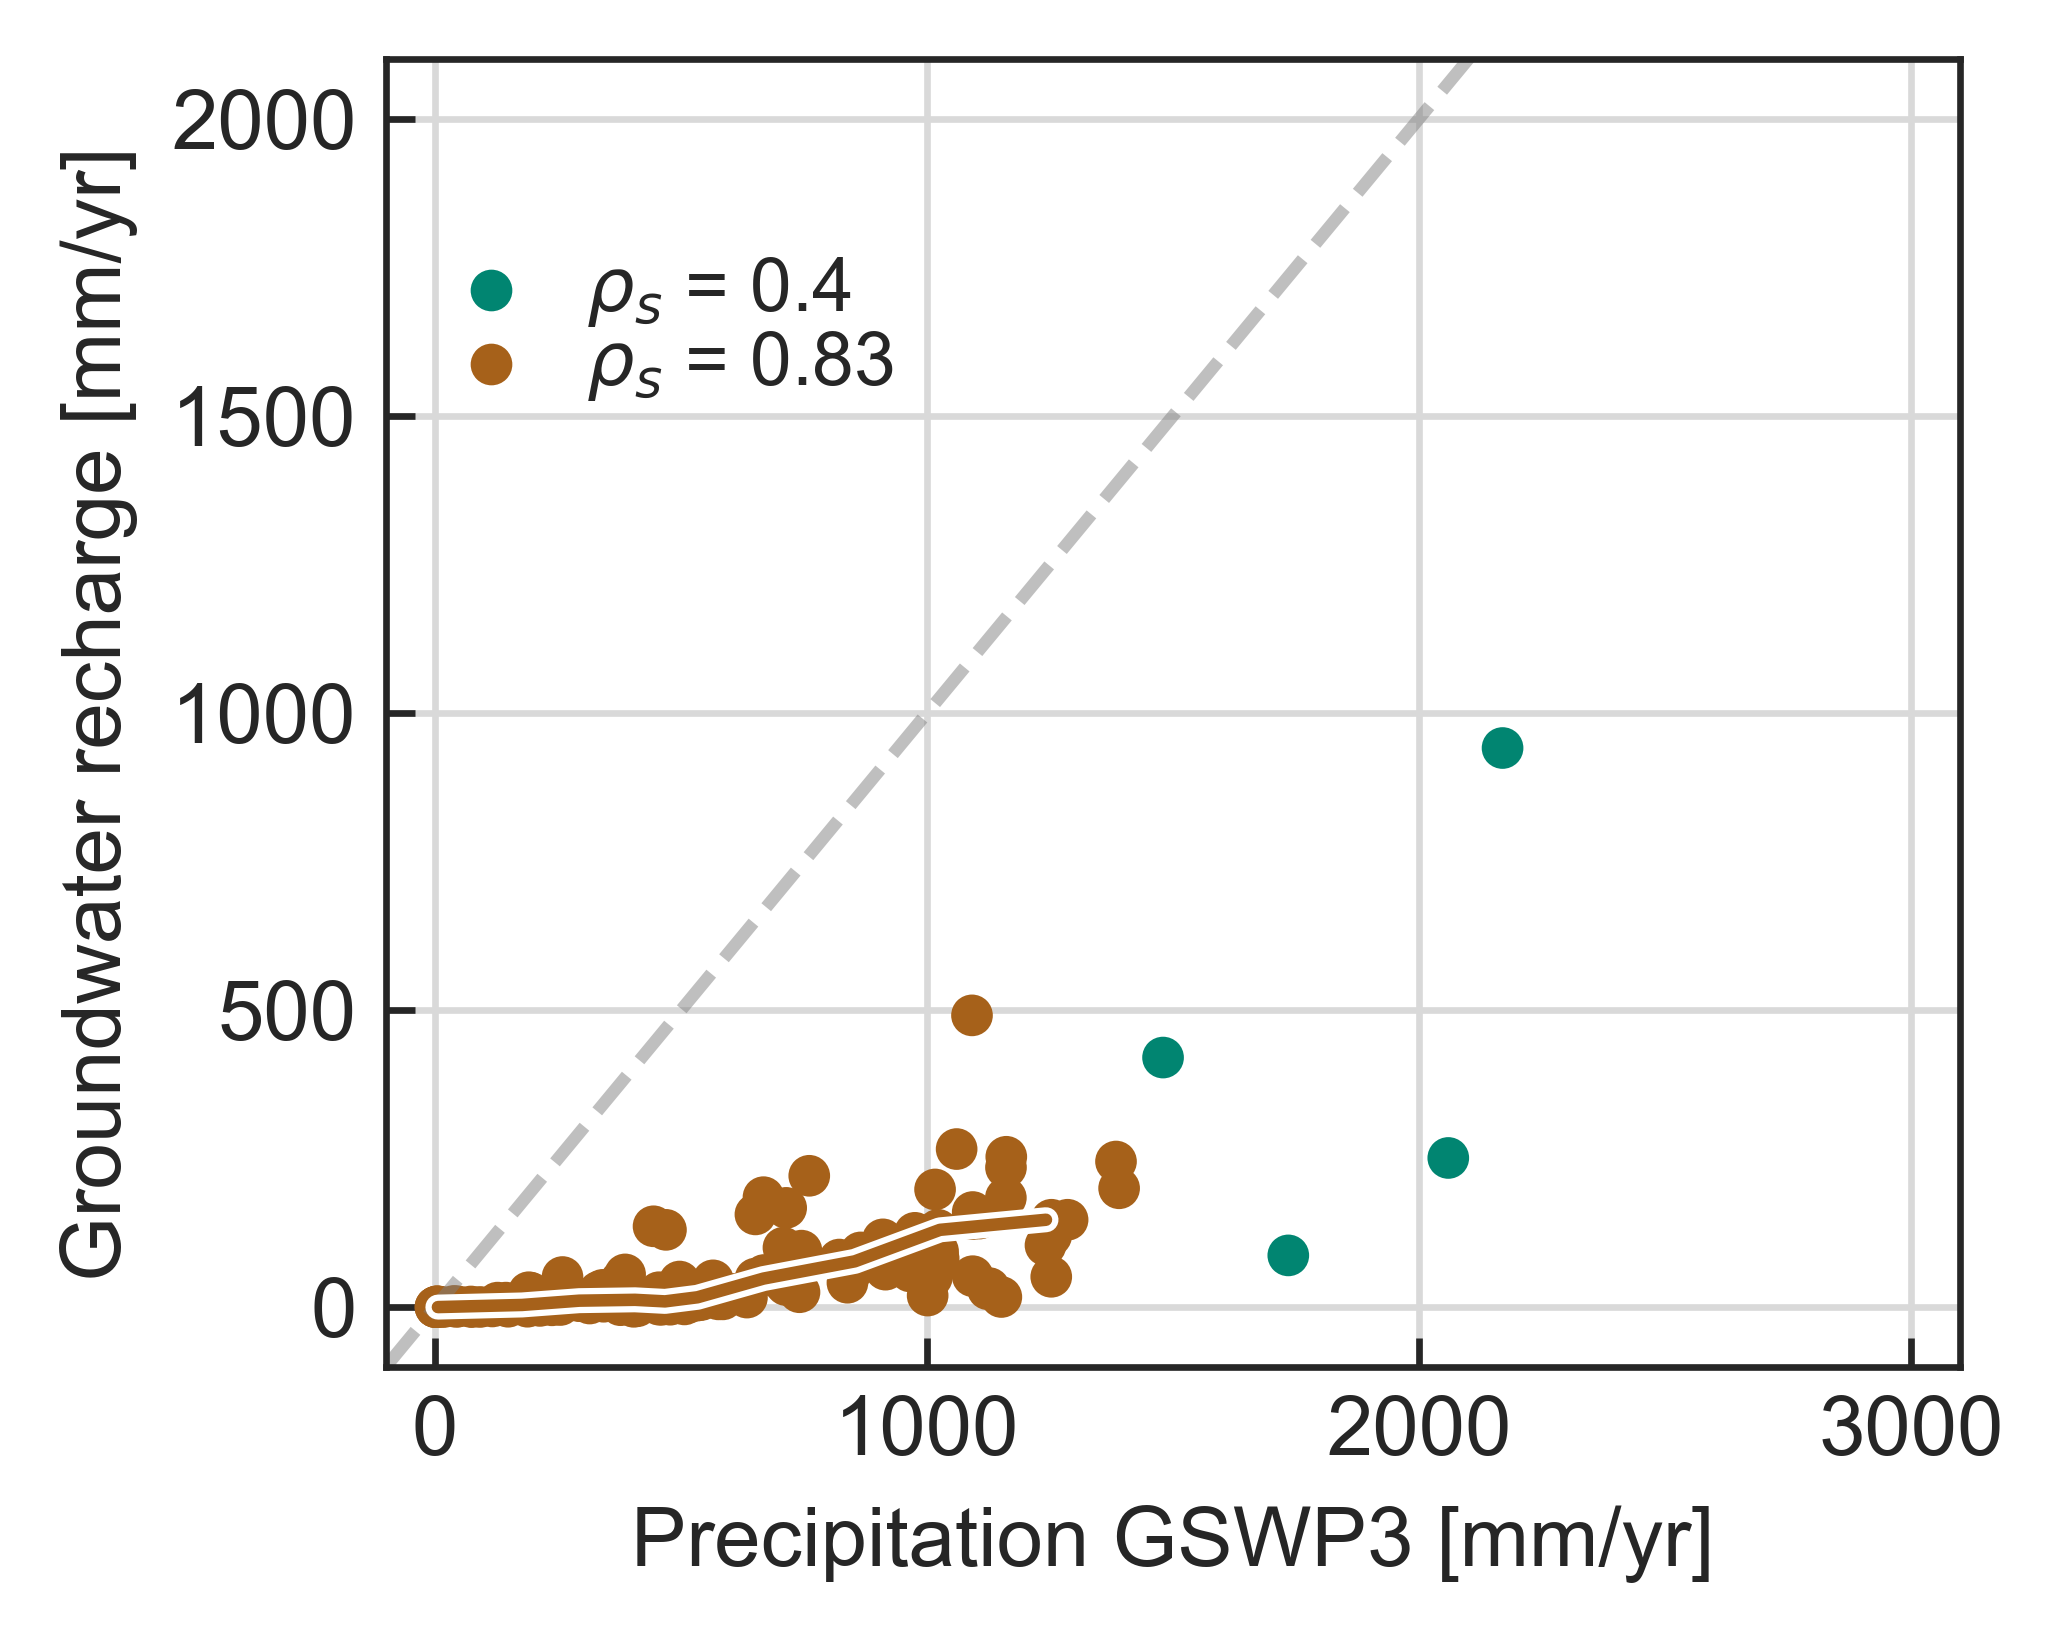 2000
1500
1000
500
0
Groundwater recharge [mm/yr]
ρs = 0.4
ρs = 0.83
0 1000 2000 3000
Precipitation GSWP3 [mm/yr]